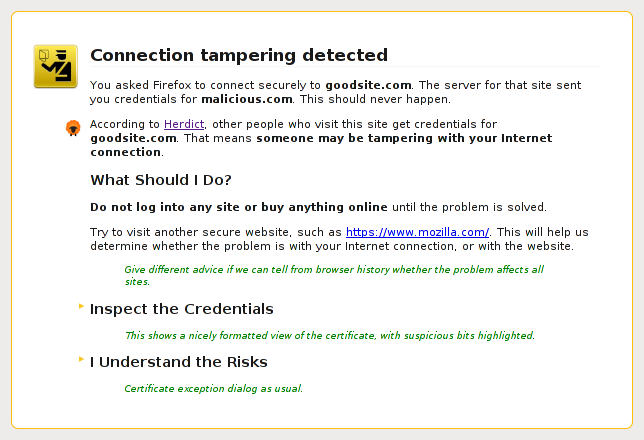 Connection tampering detected
You asked Firefox to connect securely to goodsite.com. The server for that site sent
you credentials for malicious.com. This should never happen.
According to Herdict, other people who visit this site get credentials for
goodsite.com. That means someone may be tampering with your Internet
connection.
What Should I Do?
Do not log into any site or buy anything online until the problem is solved.
Try to visit another secure website, such as https://www.mozilla.com/. This will help us
determine whether the problem is with your Internet connection, or with the website.
Give different advice if we can tell from browser history whether the problem affects all
sites.
Inspect the Credentials
This shows a nicely formatted view of the certificate, with suspicious bits highlighted.
I Understand the Risks
Certificate exception dialog as usual.